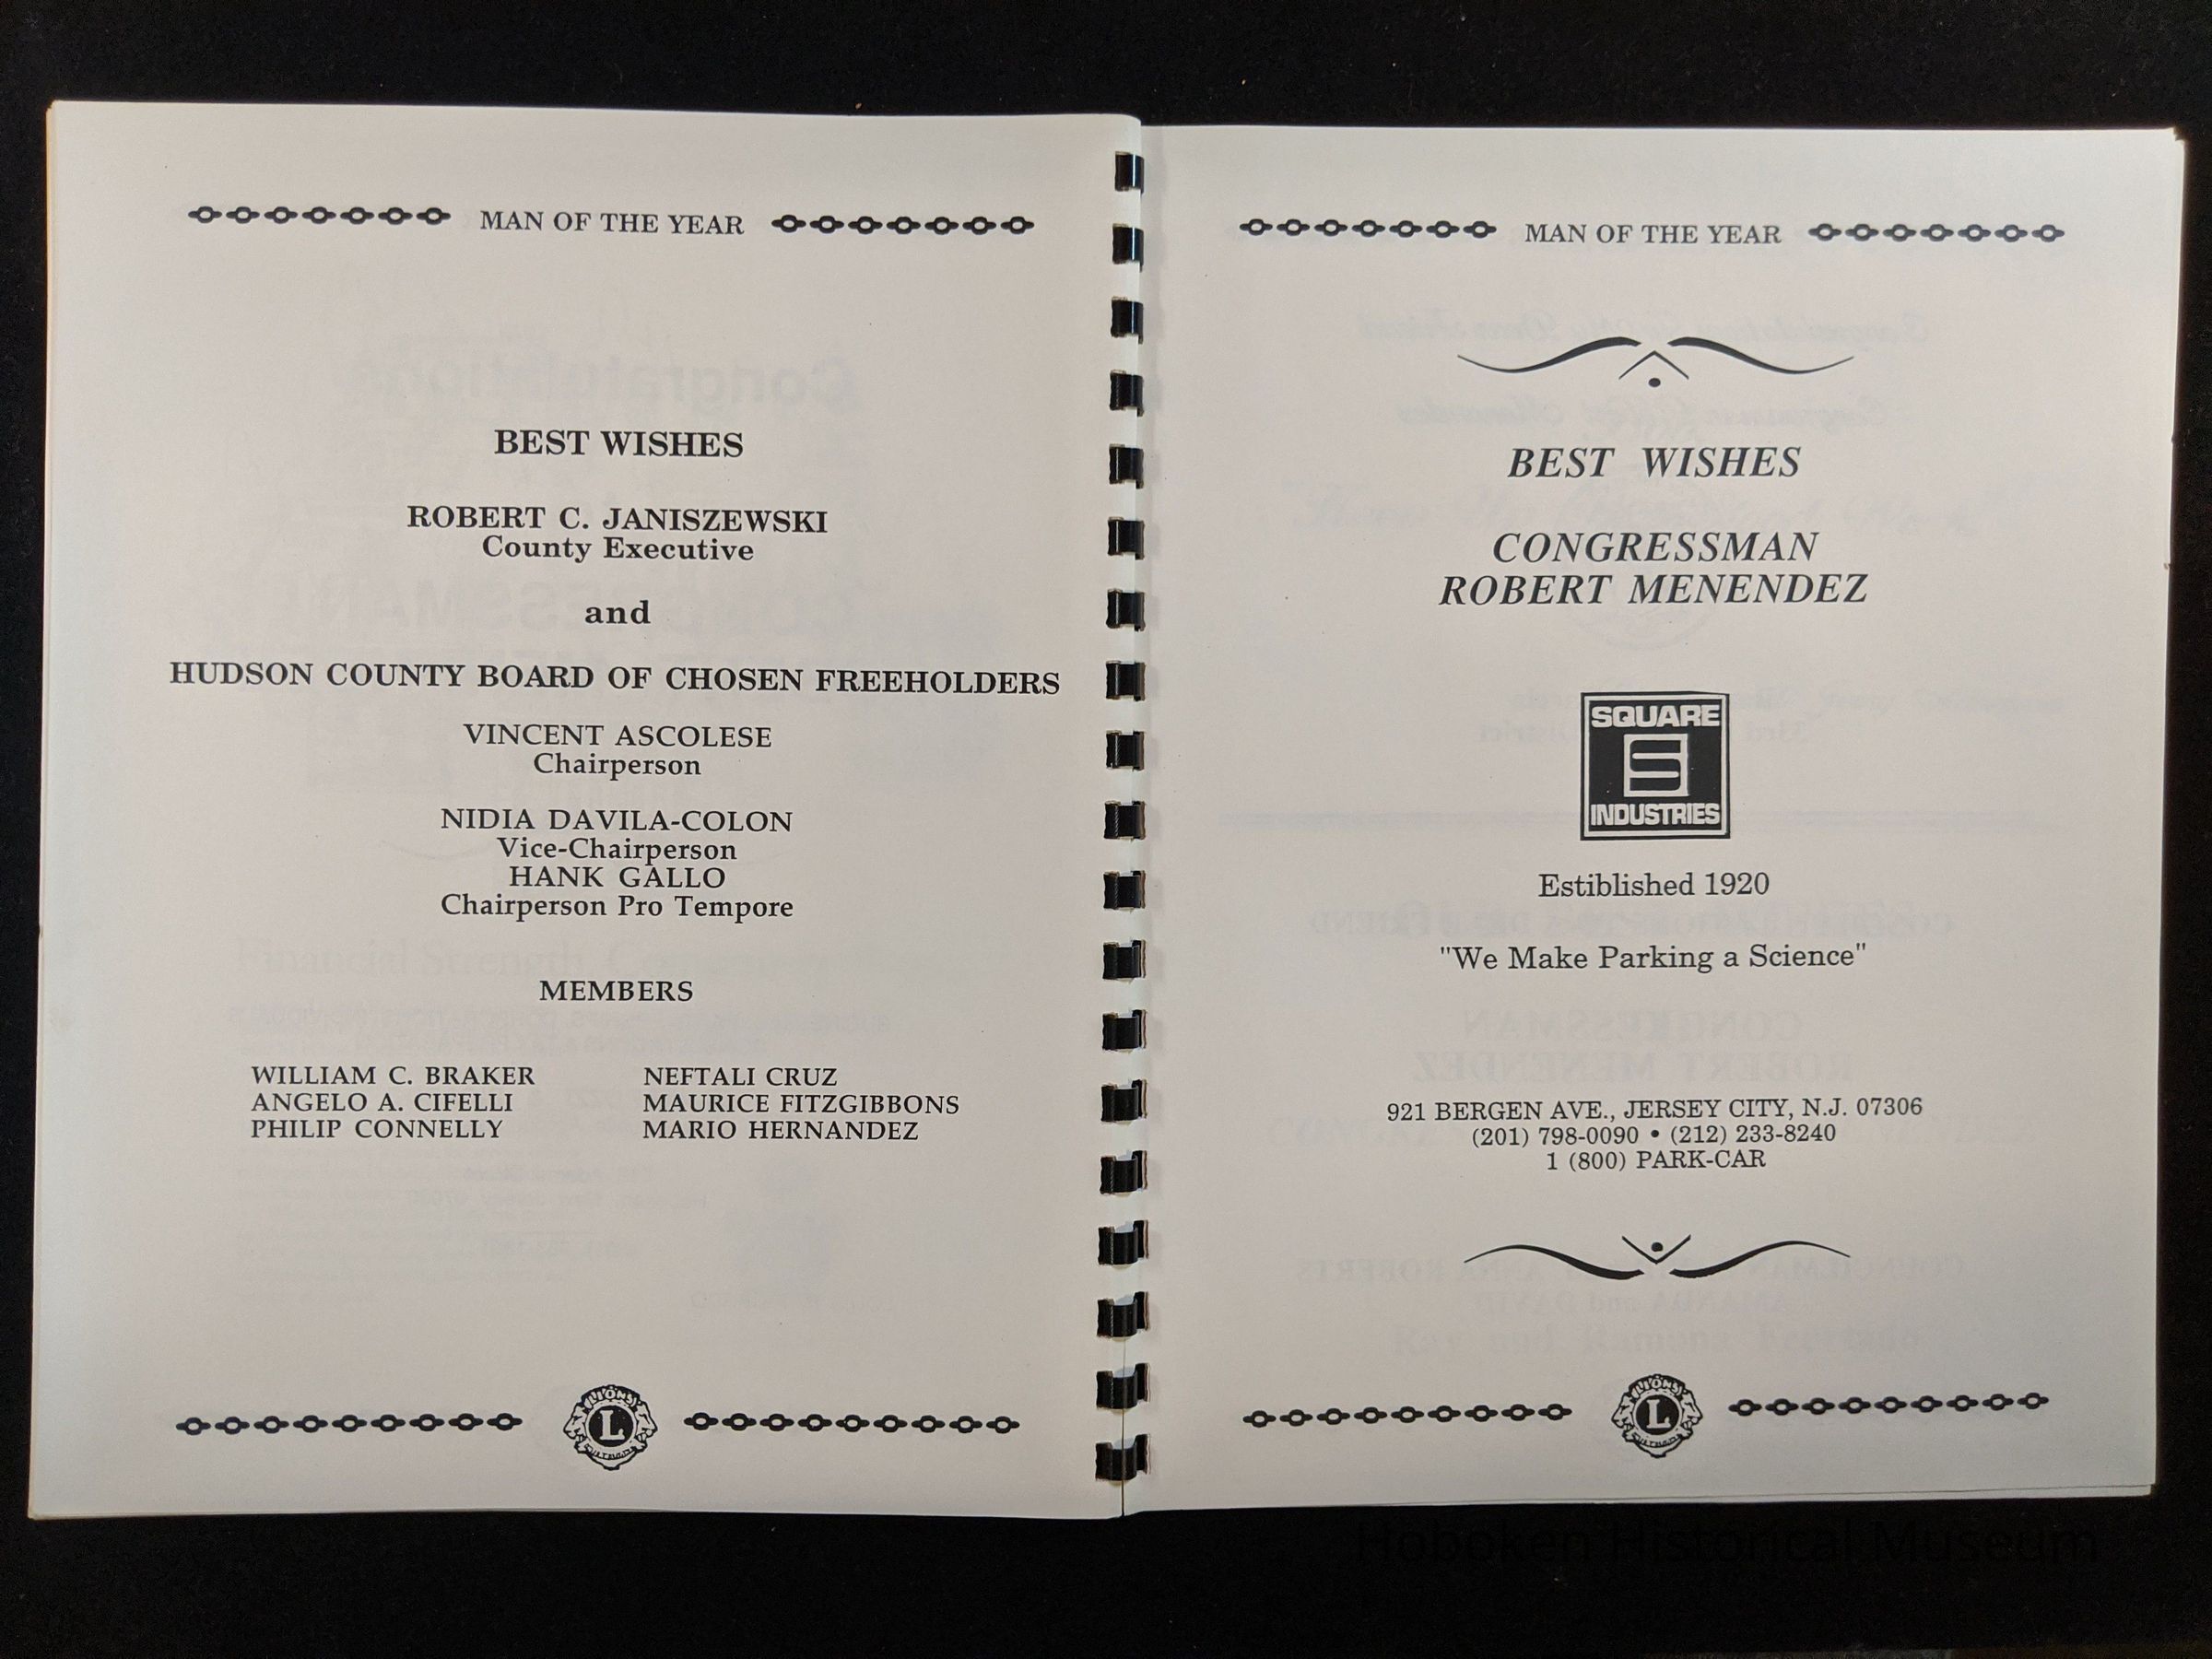 MAN OF THE YEAR
BEST WISHES
ROBERT C. JANISZEWSKI
County Executive
and
HUDSON COUNTY BOARD OF CHOSEN FREEHOLDERS
VINCENT ASCOLESE
Chairperson
NIDIA DAVILA-COLON
Vice-Chairperson
HANK GALLO
Chairperson Pro Tempore
MEMBERS
WILLIAM C. BRAKER
ANGELO A. CIFELLI
PHILIP CONNELLY
NEFTALI CRUZ
MAURICE FITZGIBBONS
MARIO HERNANDEZ
LIONS
L
MAN OF THE YEAR
BEST WISHES
CONGRESSMAN
ROBERT MENENDEZ
SQUARE
S
INDUSTRIES
Estiblished 1920
"We Make Parking a Science"
921 BERGEN AVE., JERSEY CITY, N.J. 07306
(201) 798-0090 • (212) 233-8240
1 (800) PARK-CAR
LIONS
L
Hoboken Historical Museum